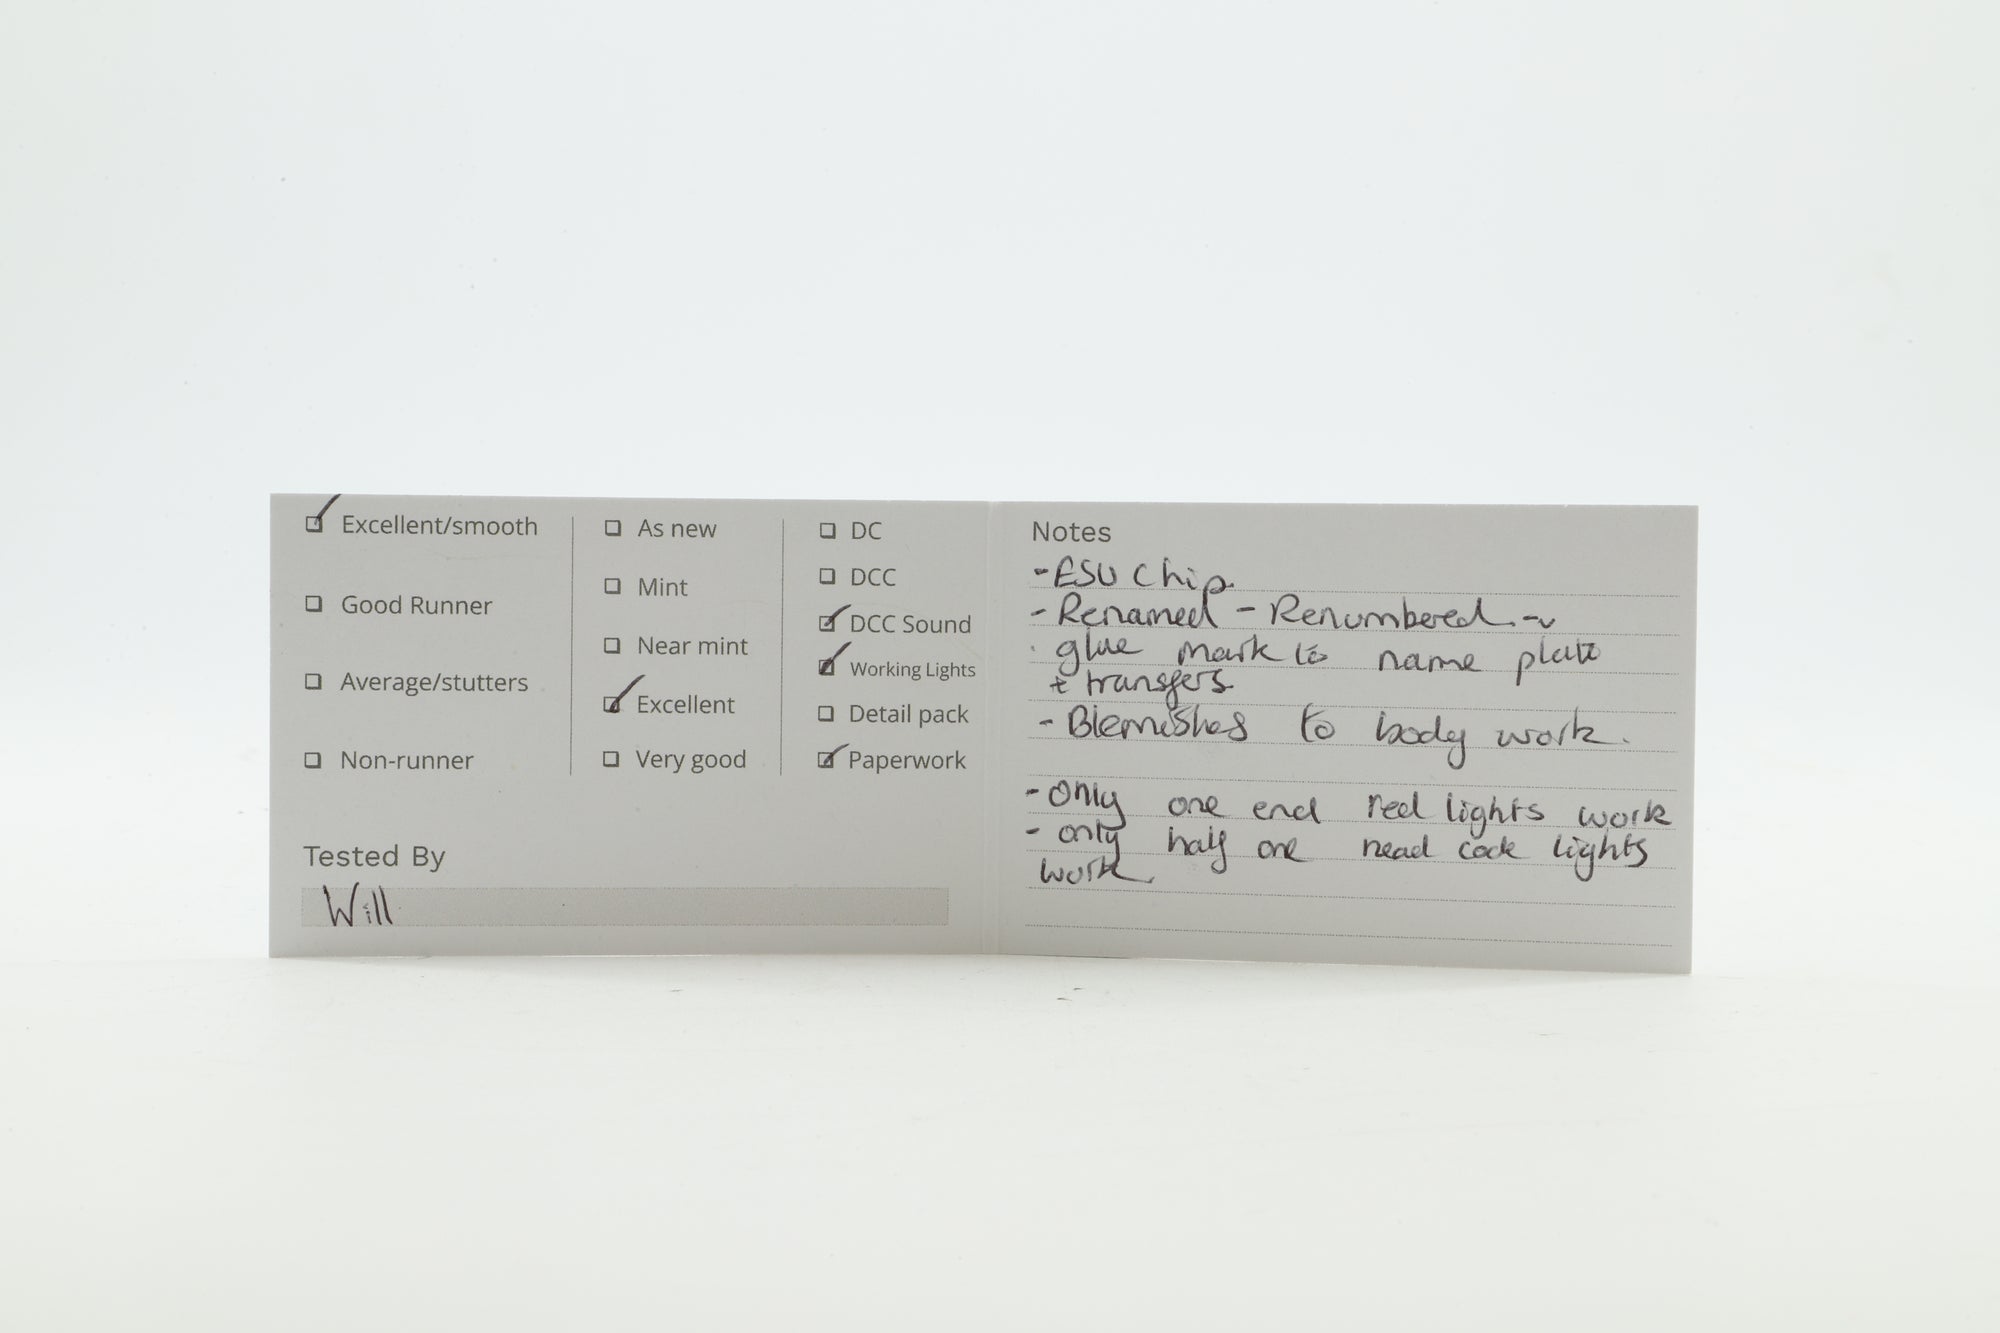 Excellent/smooth
Good Runner
Average/stutters
Non-runner
As new
Mint
Near mint
Excellent
Very good
DC
DCC
DCC Sound
Working Lights
Detail pack
Paperwork
Tested By
Will
Notes
- ESU Chip.
- Renamed - Renumbered.
glue mark to name plate
+ transfers
- Blemishes to body work.
- Only one end red lights work
- only half one head code lights
work.